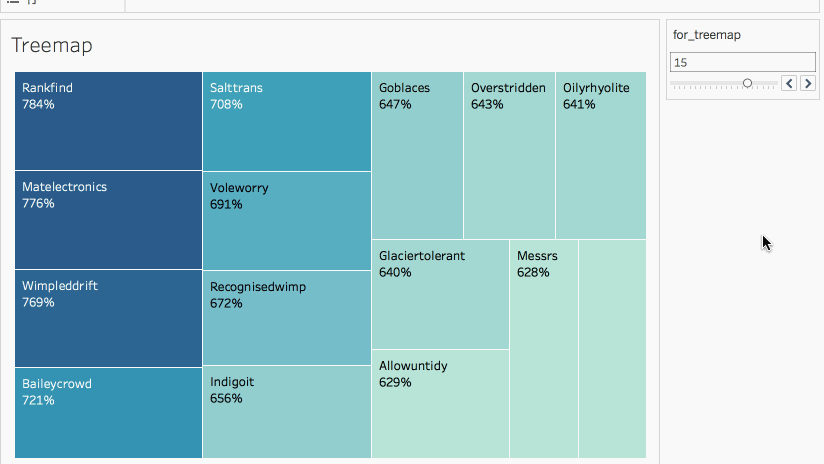 Treemap
Rankfind
784%
Matelectronics
776%
Wimpleddrift
769%
Baileycrowd
721%
Salttrans
708%
Voleworry
691%
Recognisedwimp
672%
Indigoit
656%
Goblaces
647%
Overstridden
643%
Oilyrhyolite
641%
Glaciertolerant
640%
Allowuntidy
629%
Messrs
628%
for_treemap
15